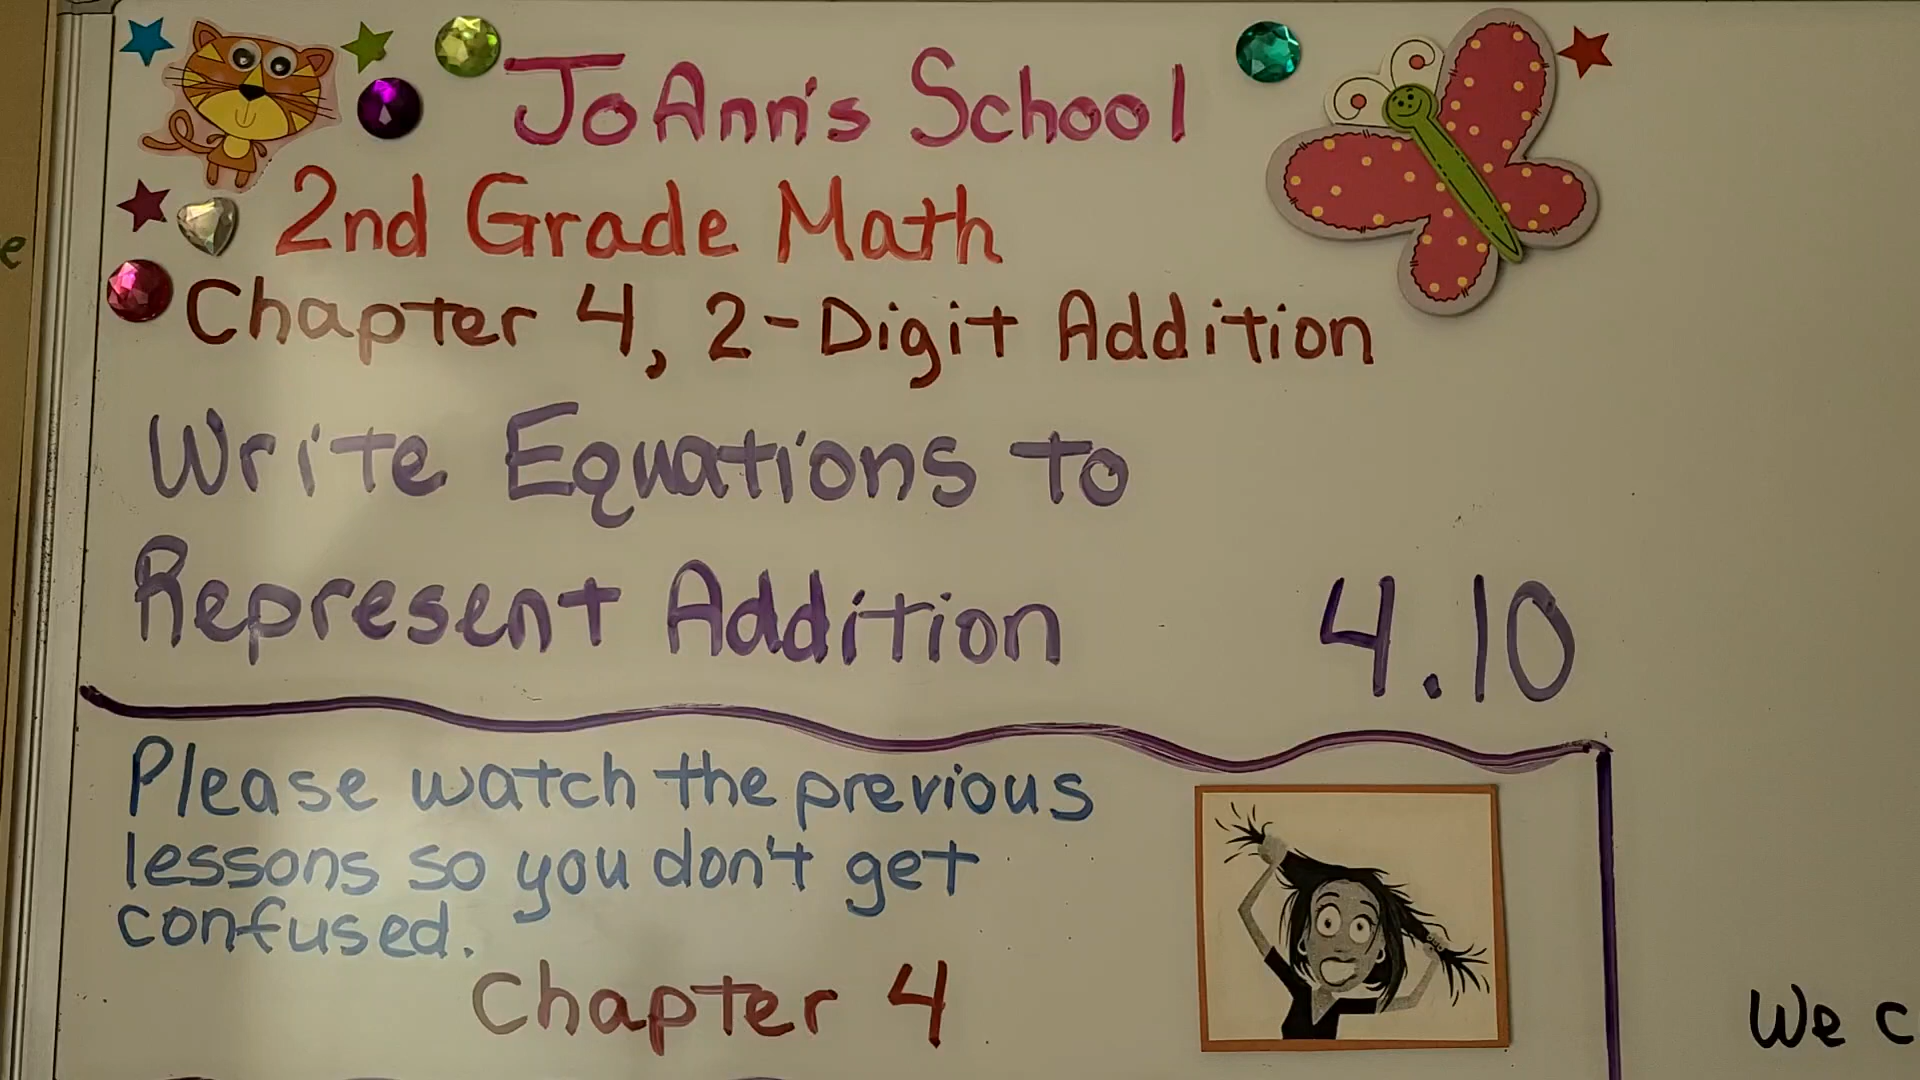 JoAnn's School
2nd Grade Math
Chapter 4, 2-Digit Addition
Write Equations to
Represent Addition 4.10
Please watch the previous
lessons so you don't get
confused.
Chapter 4
We